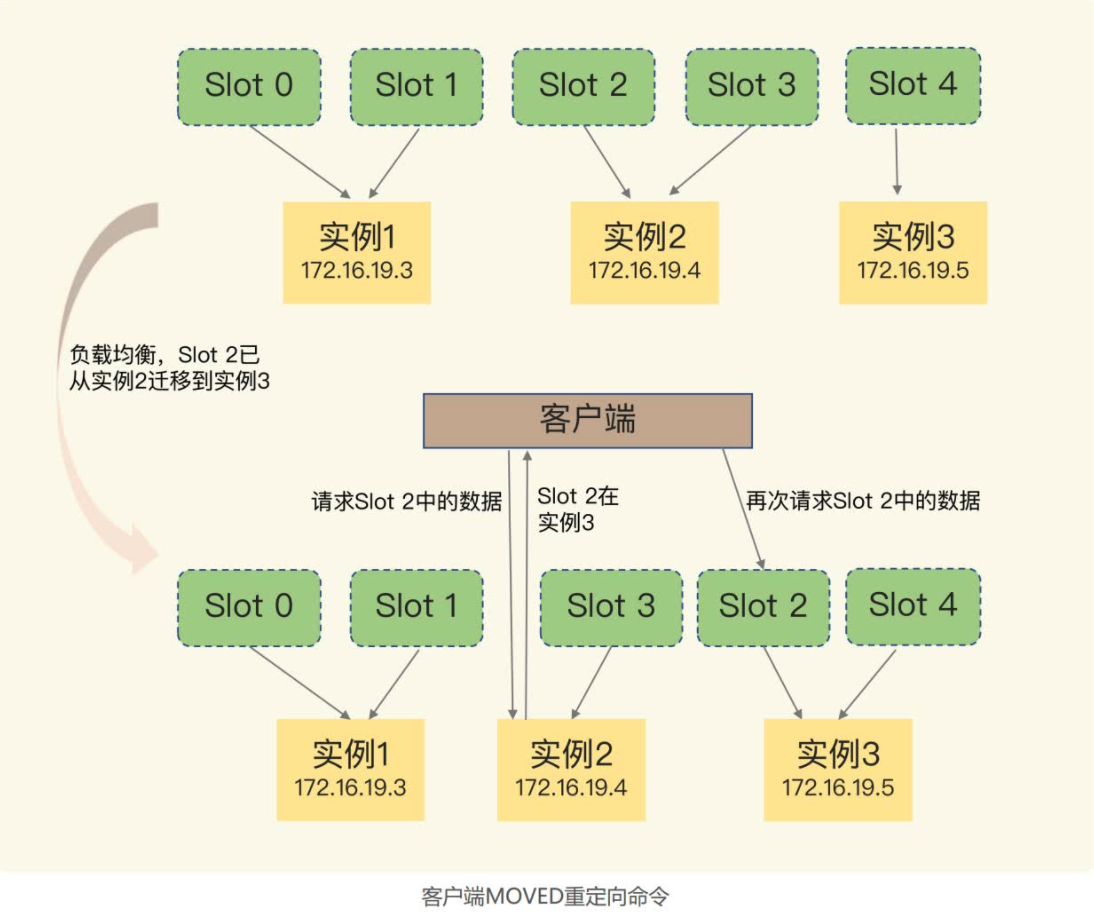 Slot 0
Slot 1
Slot 2
Slot 3
Slot 4
实例1
172.16.19.3
实例2
172.16.19.4
实例3
172.16.19.5
负载均衡，Slot 2已
从实例2迁移到实例3
客户端
请求Slot 2中的数据
Slot 2在
实例3
再次请求Slot 2中的数据
Slot 0
Slot 1
Slot 3
Slot 2
Slot 4
实例1
172.16.19.3
实例2
172.16.19.4
实例3
172.16.19.5
客户端MOVED重定向命令